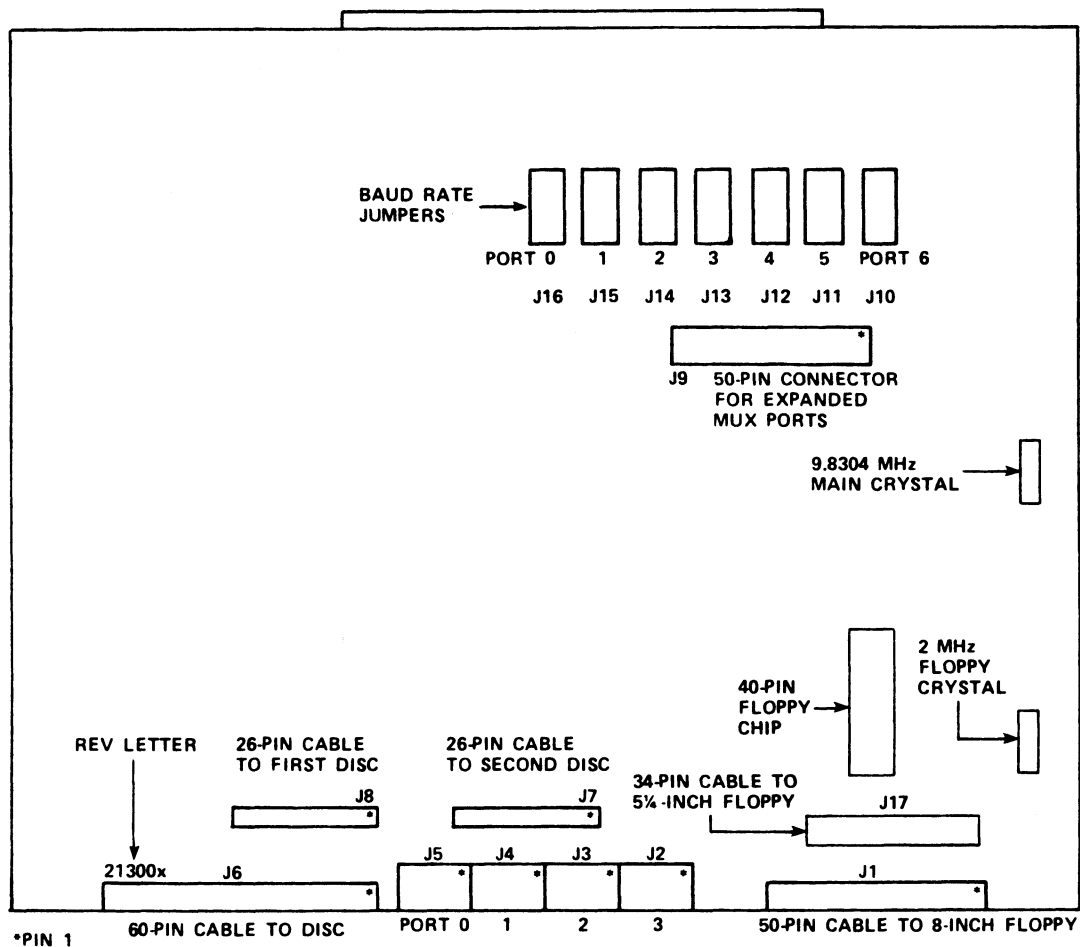 BAUD RATE
JUMPERS
PORT 0 1 2 3 4 5 PORT 6
J16 J15 J14 J13 J12 J11 J10
*
J9 50-PIN CONNECTOR
FOR EXPANDED
MUX PORTS
9.8304 MHz
MAIN CRYSTAL
2 MHz
FLOPPY
CRYSTAL
40-PIN
FLOPPY
CHIP
REV LETTER
26-PIN CABLE
TO FIRST DISC
26-PIN CABLE
TO SECOND DISC
34-PIN CABLE TO
5¼-INCH FLOPPY
J8
*
J7
*
J17
21300x
J6
*
J5 J4 J3 J2
* * * *
J1
*
60-PIN CABLE TO DISC
PORT 0 1 2 3
50-PIN CABLE TO 8-INCH FLOPPY
*PIN 1